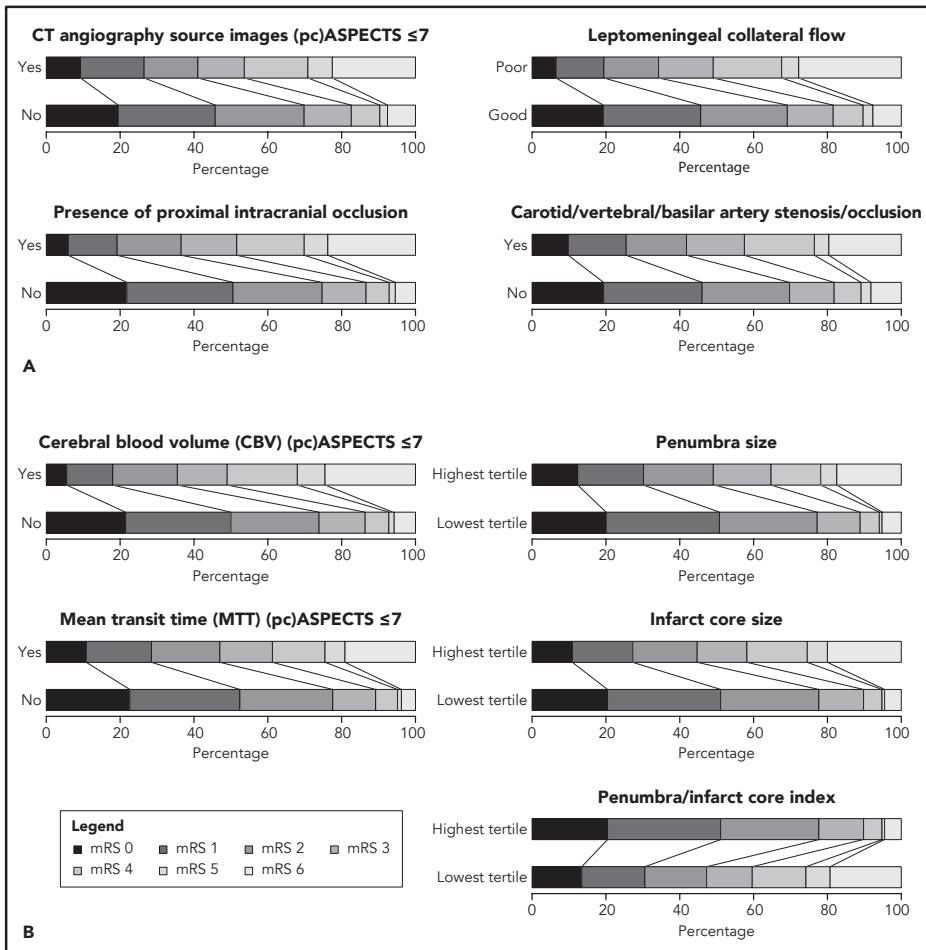 CT angiography source images (pc)ASPECTS ≤7
Yes
No
0 20 40 60 80 100
Percentage
Leptomeningeal collateral flow
Poor
Good
0 20 40 60 80 100
Percentage
Presence of proximal intracranial occlusion
Yes
No
0 20 40 60 80 100
Percentage
Carotid/vertebral/basilar artery stenosis/occlusion
Yes
No
0 20 40 60 80 100
Percentage
A
Cerebral blood volume (CBV) (pc)ASPECTS ≤7
Yes
No
0 20 40 60 80 100
Percentage
Penumbra size
Highest tertile
Lowest tertile
0 20 40 60 80 100
Percentage
Mean transit time (MTT) (pc)ASPECTS ≤7
Yes
No
0 20 40 60 80 100
Percentage
Infarct core size
Highest tertile
Lowest tertile
0 20 40 60 80 100
Percentage
Penumbra/infarct core index
Highest tertile
Lowest tertile
0 20 40 60 80 100
Percentage
Legend
mRS 0 mRS 1 mRS 2 mRS 3
mRS 4 mRS 5 mRS 6
B